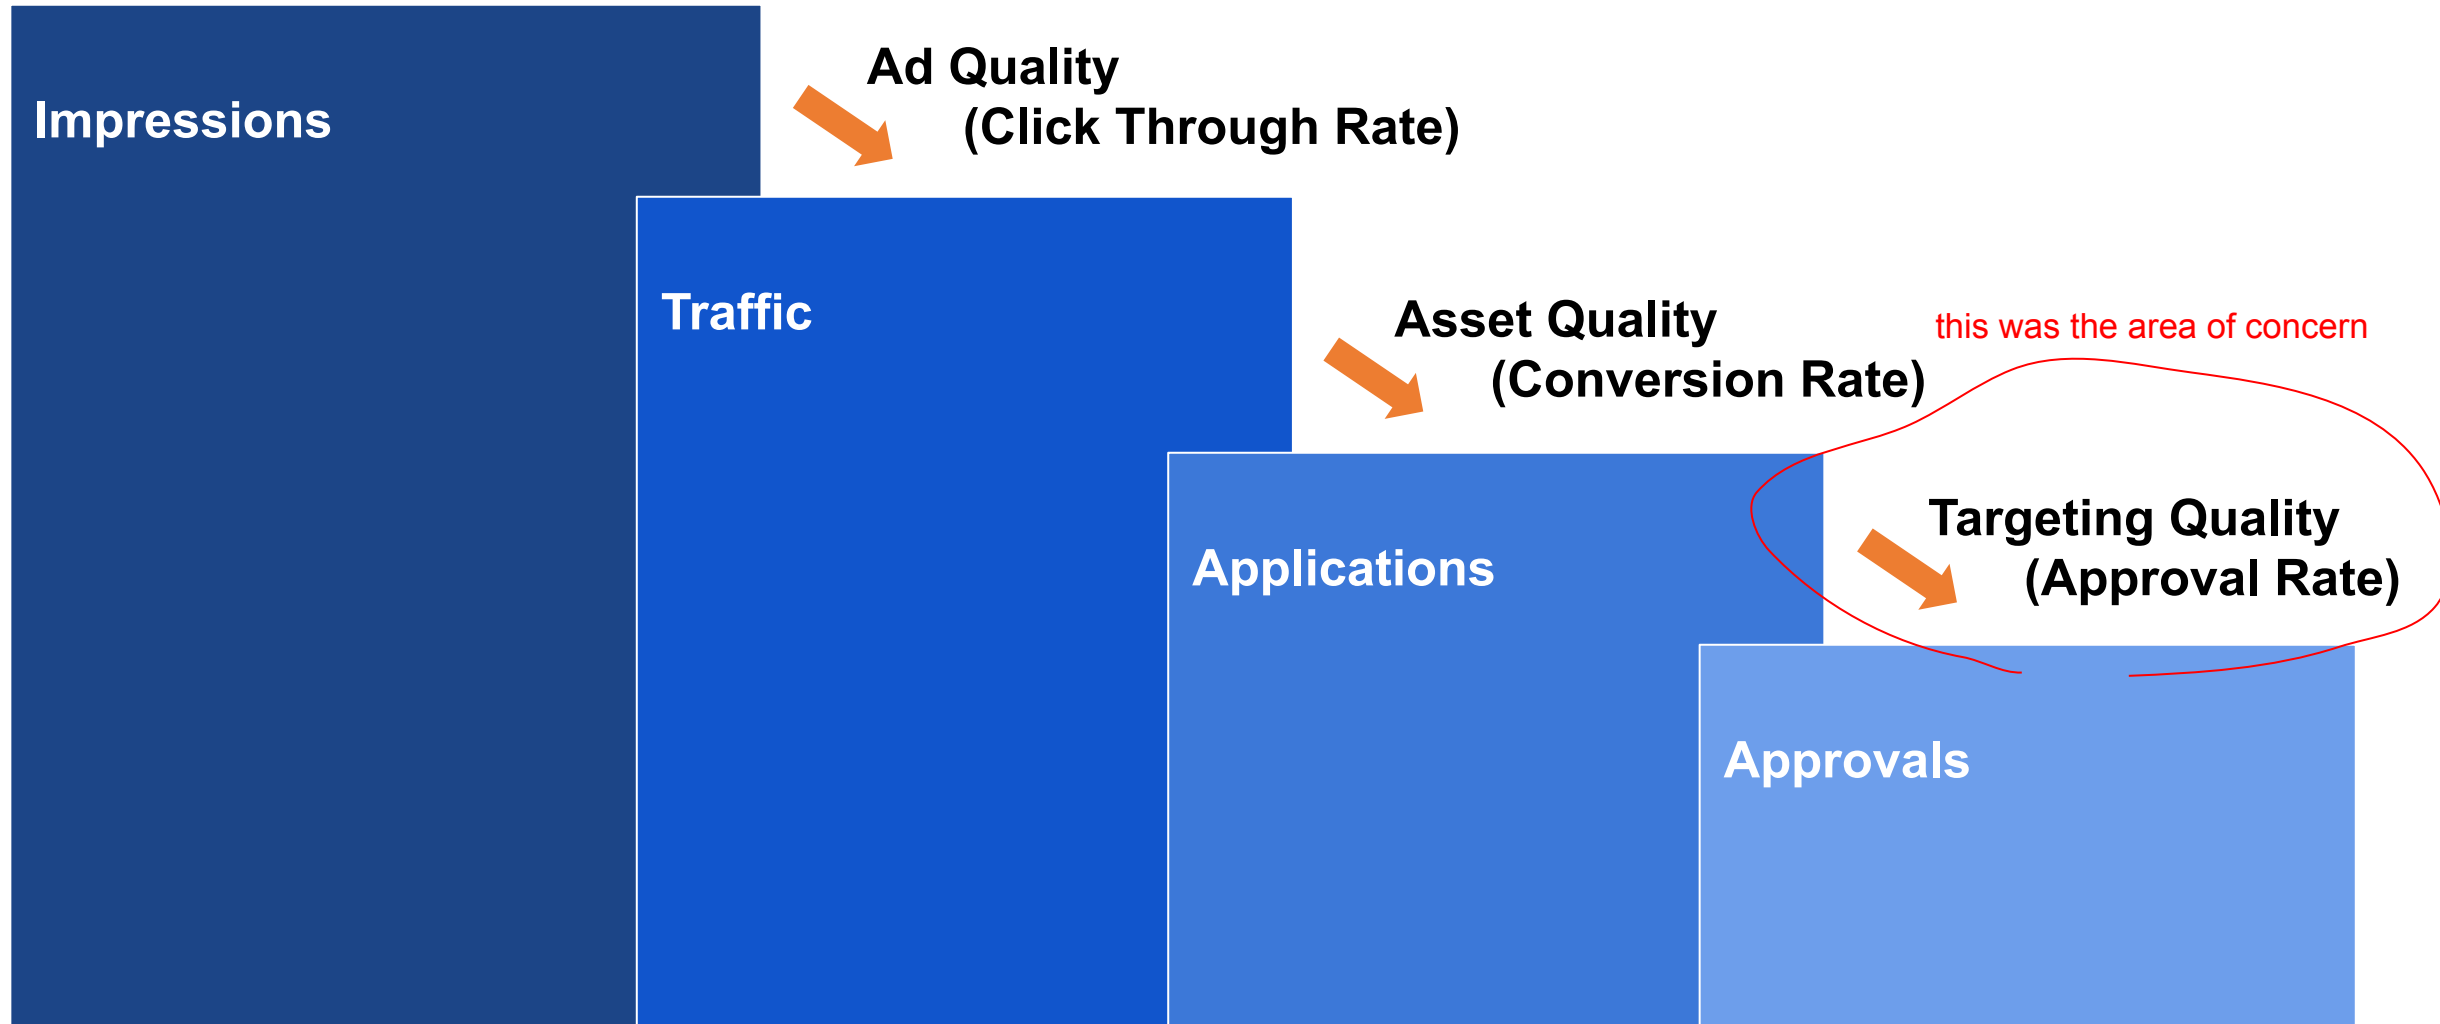 Impressions
Ad Quality
(Click Through Rate)
Traffic
Asset Quality
(Conversion Rate)
this was the area of concern
Applications
Targeting Quality
(Approval Rate)
Approvals